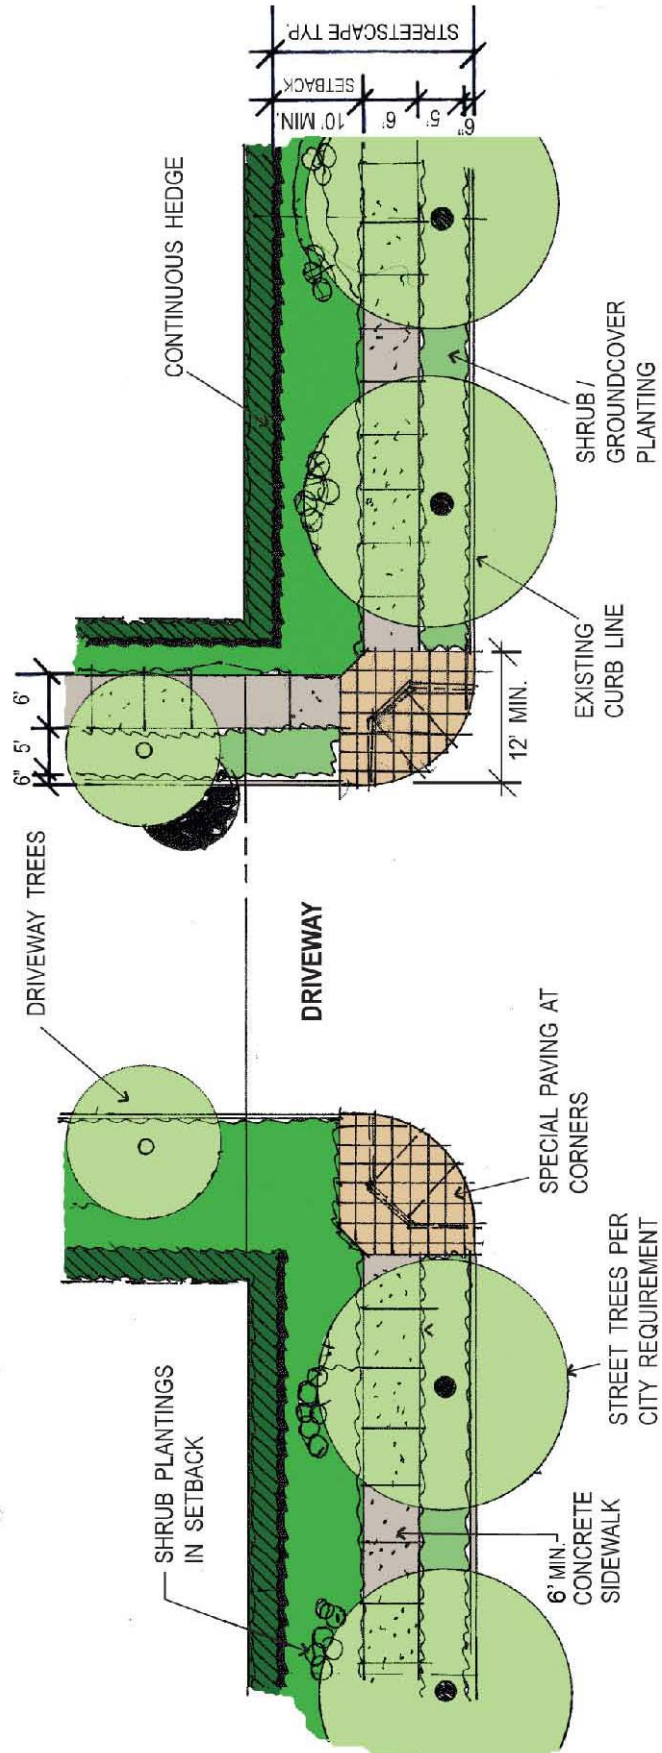 SHRUB PLANTINGS
IN SETBACK
DRIVEWAY TREES
6"
5'
6'
CONTINUOUS HEDGE
STREETSCAPE TYP.
SETBACK
10' MIN.
6'
5'
6"
DRIVEWAY
6' MIN.
CONCRETE
SIDEWALK
STREET TREES PER
CITY REQUIREMENT
SPECIAL PAVING AT
CORNERS
12' MIN.
EXISTING
CURB LINE
SHRUB /
GROUNDCOVER
PLANTING